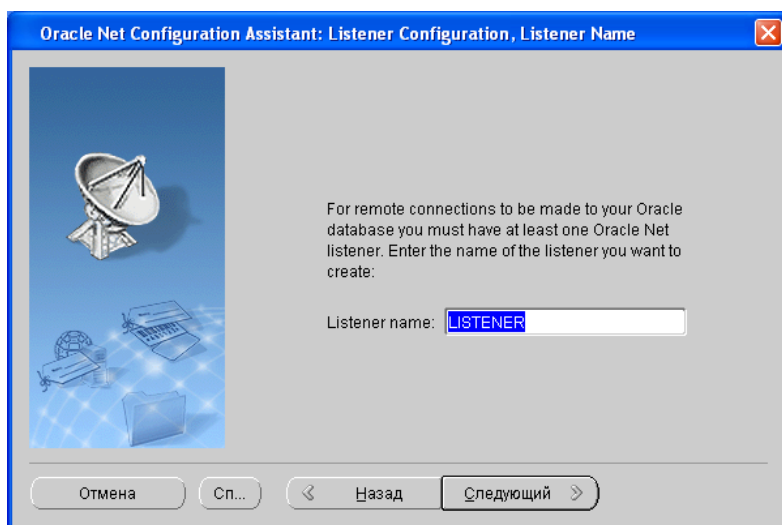 Oracle Net Configuration Assistant: Listener Configuration, Listener Name
For remote connections to be made to your Oracle
database you must have at least one Oracle Net
listener. Enter the name of the listener you want to
create:
Listener name: LISTENER
Отмена Сп... Назад Следующий